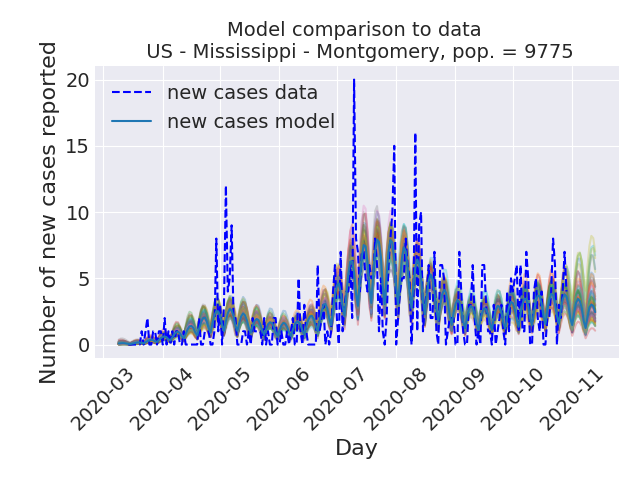 Model comparison to data
US - Mississippi - Montgomery, pop. = 9775
Number of new cases reported
20
15
10
5
0
new cases data
new cases model
2020-03
2020-04
2020-05
2020-06
2020-07
2020-08
2020-09
2020-10
2020-11
Day